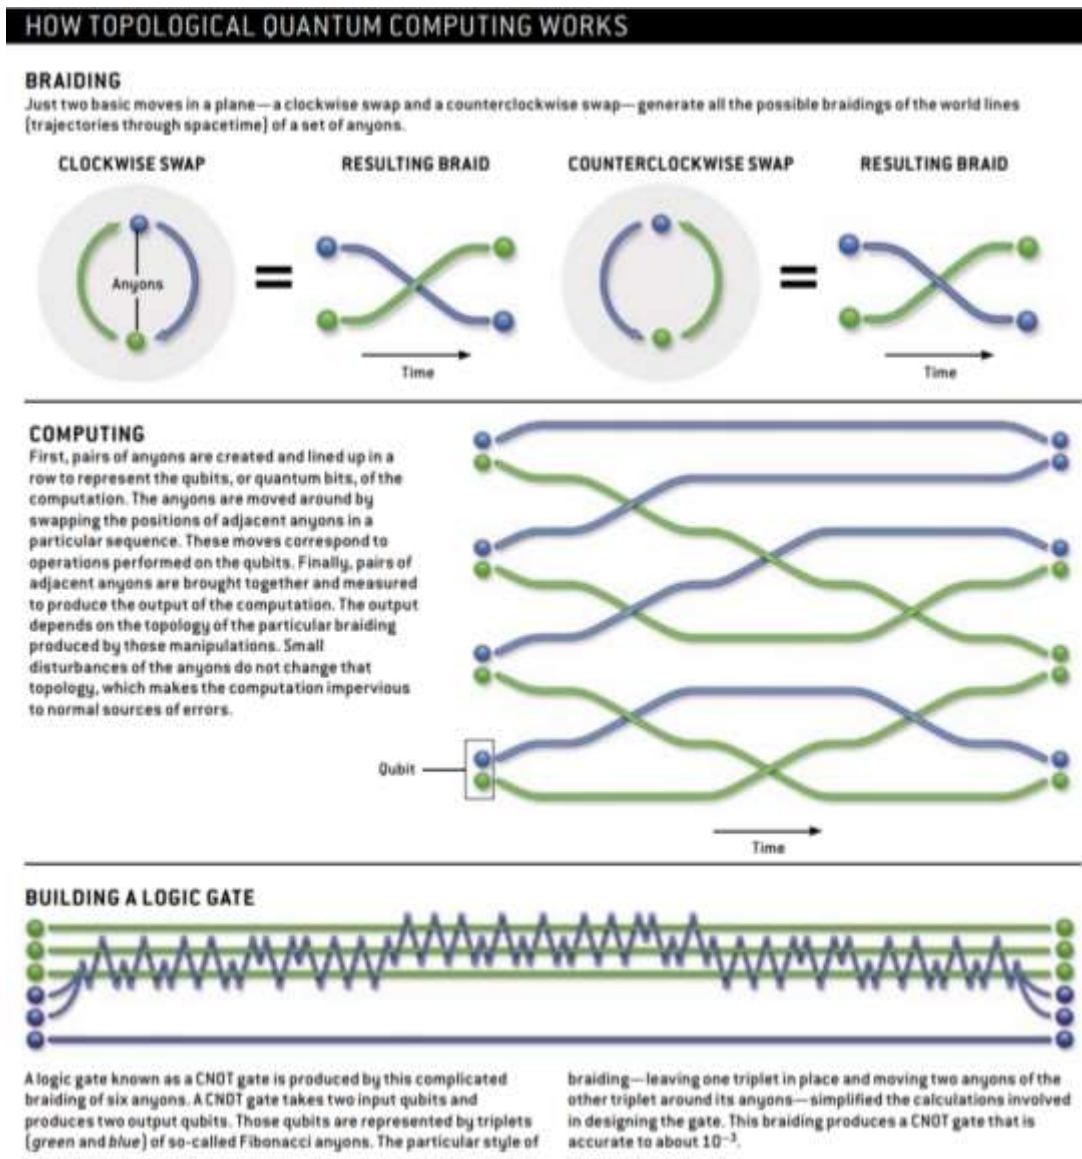 HOW TOPOLOGICAL QUANTUM COMPUTING WORKS
BRAIDING
Just two basic moves in a plane—a clockwise swap and a counterclockwise swap—generate all the possible braidings of the world lines
(trajectories through spacetime) of a set of anyons.
CLOCKWISE SWAP
RESULTING BRAID
COUNTERCLOCKWISE SWAP
RESULTING BRAID
Anyons
=
=
Time
Time
COMPUTING
First, pairs of anyons are created and lined up in a
row to represent the qubits, or quantum bits, of the
computation. The anyons are moved around by
swapping the positions of adjacent anyons in a
particular sequence. These moves correspond to
operations performed on the qubits. Finally, pairs of
adjacent anyons are brought together and measured
to produce the output of the computation. The output
depends on the topology of the particular braiding
produced by those manipulations. Small
disturbances of the anyons do not change that
topology, which makes the computation impervious
to normal sources of errors.
Qubit
Time
BUILDING A LOGIC GATE
A logic gate known as a CNOT gate is produced by this complicated
braiding of six anyons. A CNOT gate takes two input qubits and
produces two output qubits. Those qubits are represented by triplets
(green and blue) of so-called Fibonacci anyons. The particular style of
braiding—leaving one triplet in place and moving two anyons of the
other triplet around its anyons—simplified the calculations involved
in designing the gate. This braiding produces a CNOT gate that is
accurate to about 10⁻³.